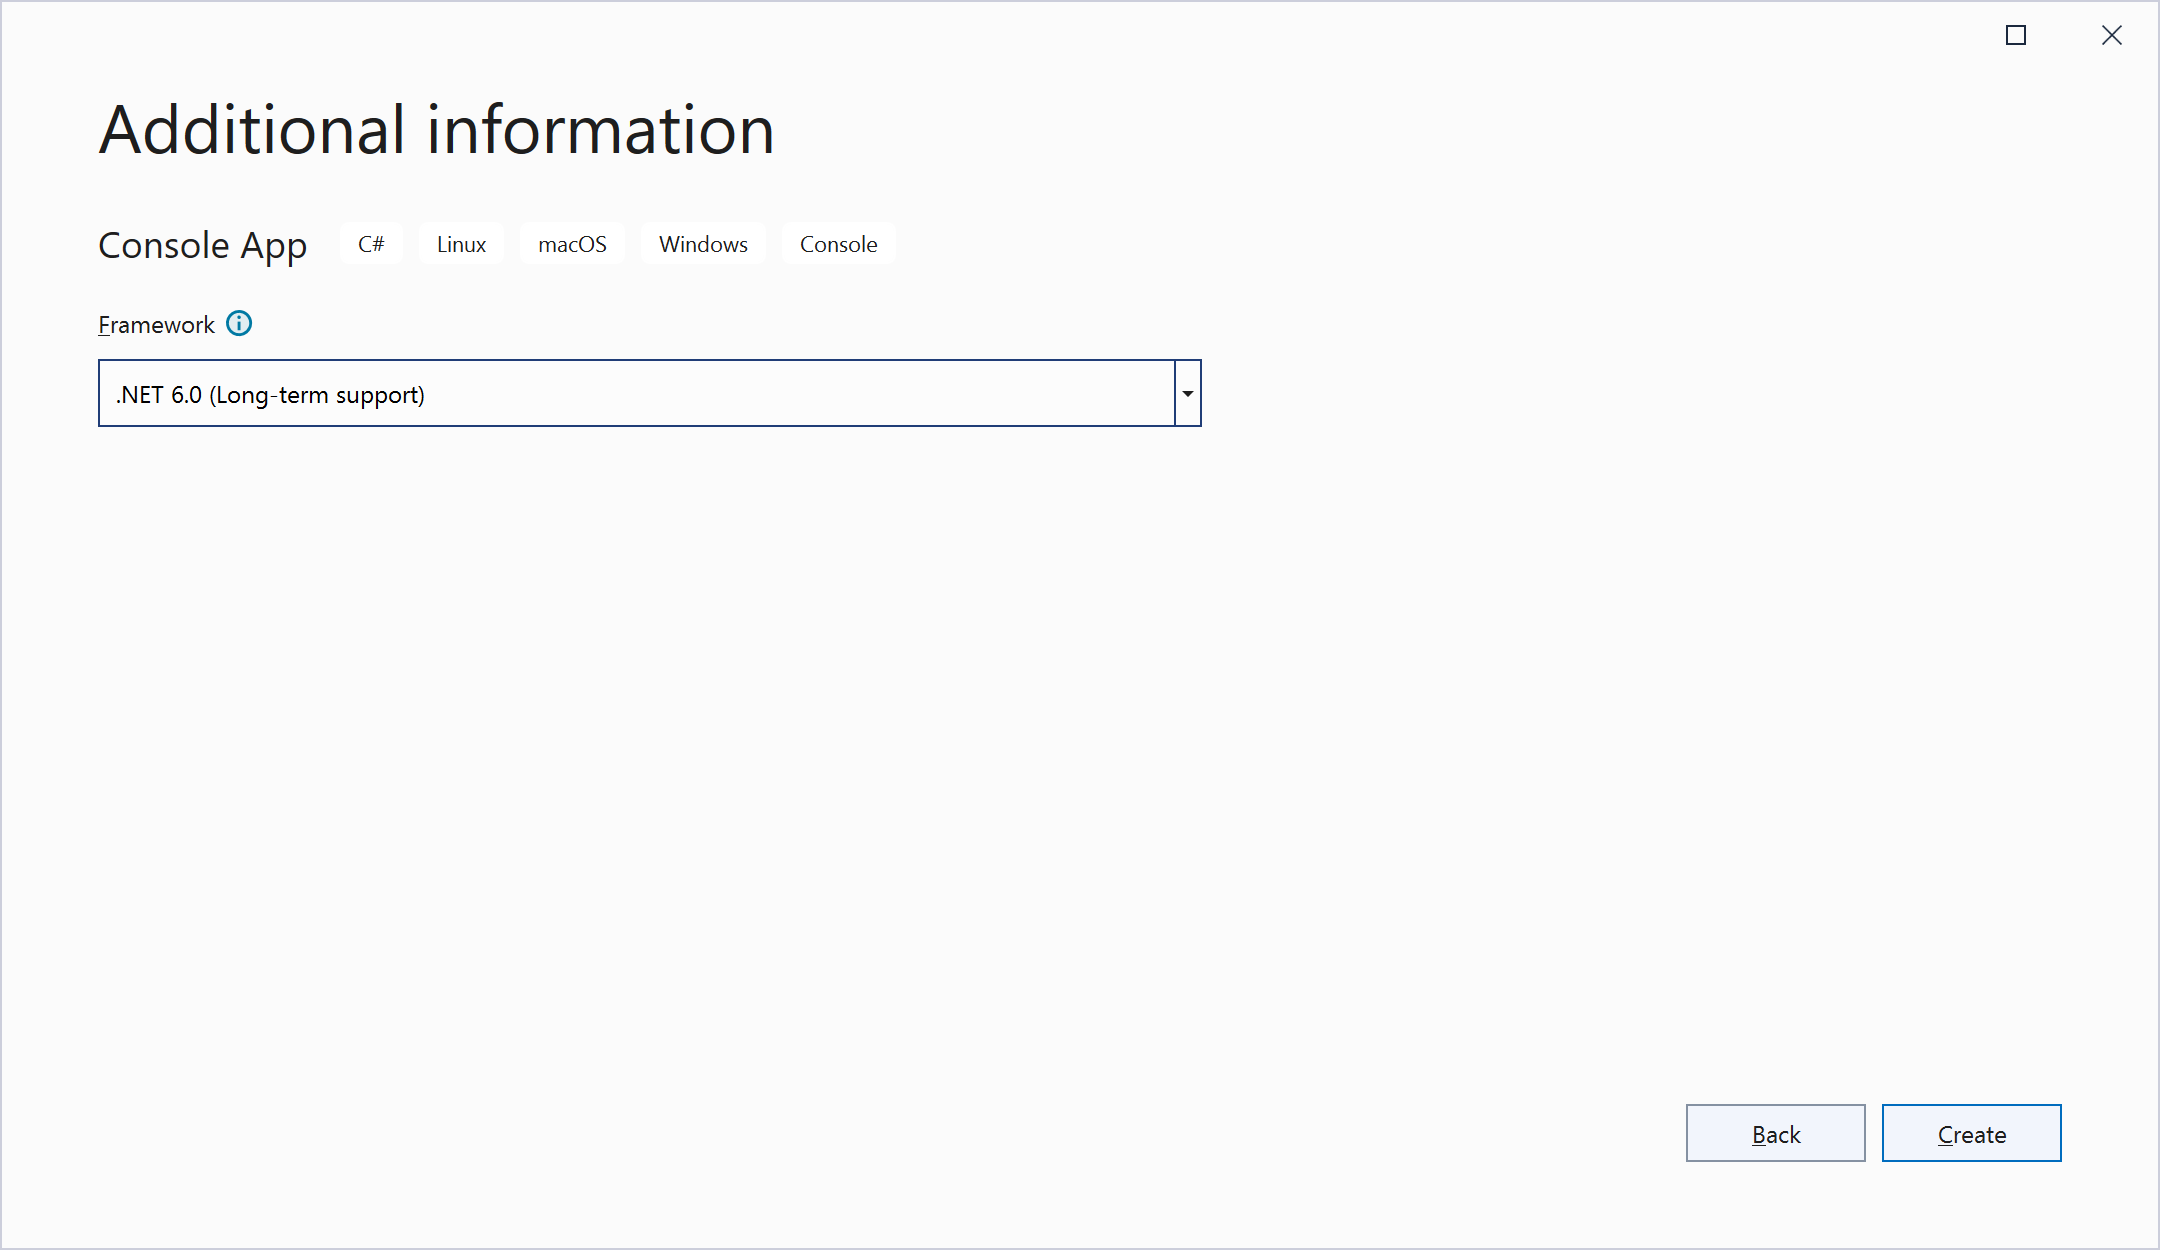 Additional information
Console App C# Linux macOS Windows Console
Framework
.NET 6.0 (Long-term support)
Back Create